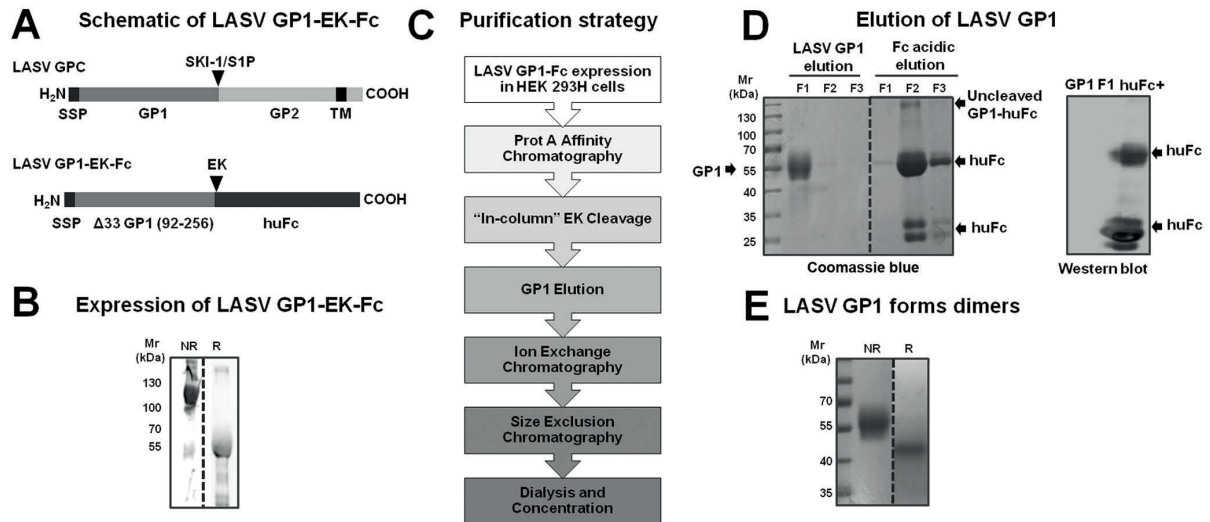 A Schematic of LASV GP1-EK-Fc
SKI-1/S1P
LASV GPC
H2N COOH
SSP GP1 GP2 TM
LASV GP1-EK-Fc
EK
H2N COOH
SSP Δ33 GP1 (92-256) huFc
B Expression of LASV GP1-EK-Fc
Mr
(kDa)
NR R
130
100
70
55
C Purification strategy
LASV GP1-Fc expression
in HEK 293H cells
Prot A Affinity
Chromatography
“In-column” EK Cleavage
GP1 Elution
Ion Exchange
Chromatography
Size Exclusion
Chromatography
Dialysis and
Concentration
D Elution of LASV GP1
LASV GP1
elution
Fc acidic
elution
Mr
(kDa)
F1 F2 F3 F1 F2 F3
130
100
70
55
40
35
25
GP1
Uncleaved
GP1-huFc
huFc
huFc
Coomassie blue
GP1 F1 huFc+
huFc
huFc
Western blot
E LASV GP1 forms dimers
Mr
(kDa)
NR R
70
55
40
35